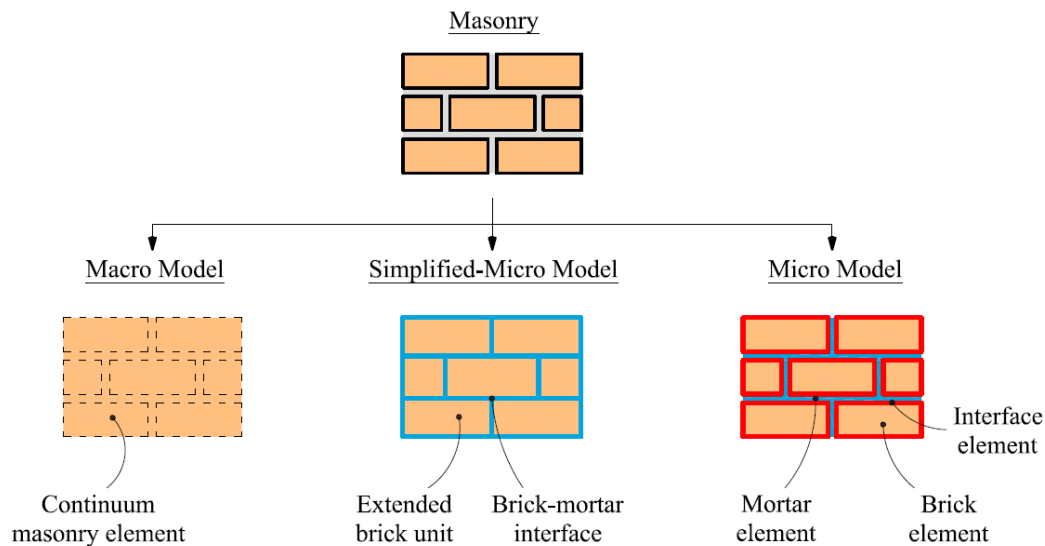 Masonry
Macro Model
Simplified-Micro Model
Micro Model
Continuum
masonry element
Extended
brick unit
Brick-mortar
interface
Mortar
element
Interface
element
Brick
element